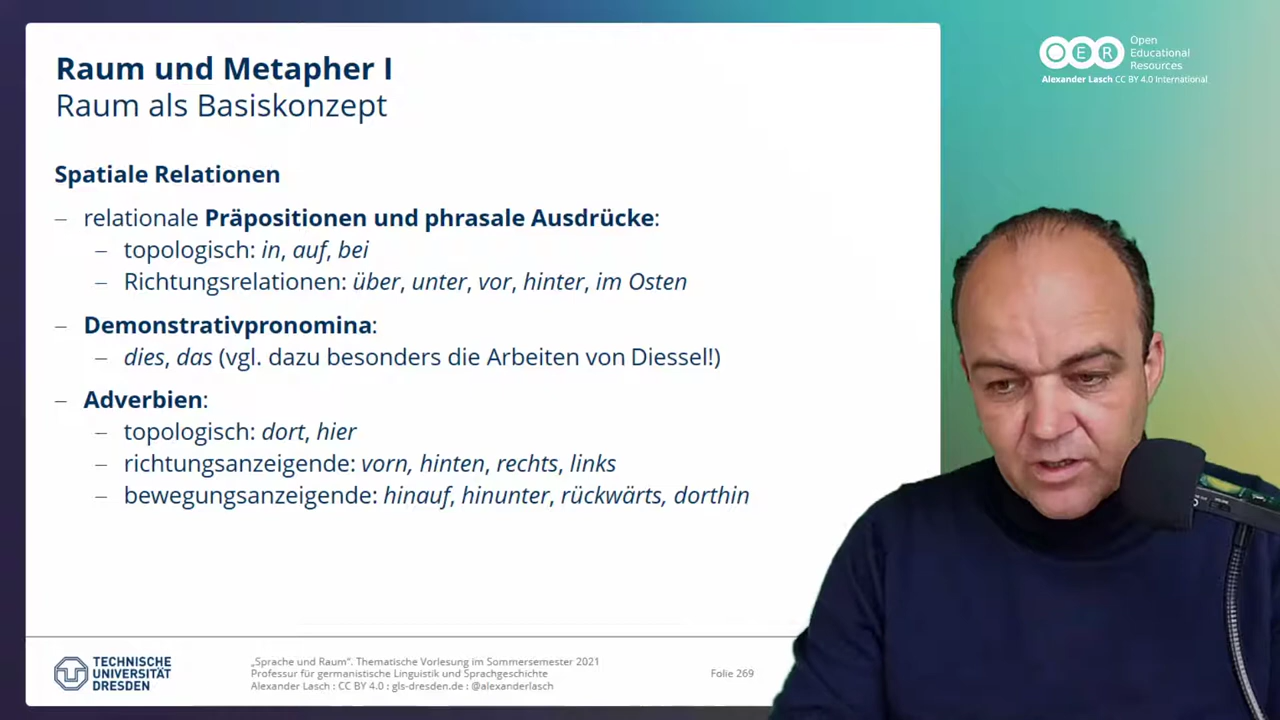 Raum und Metapher I
Raum als Basiskonzept
Spatiale Relationen
– relationale Präpositionen und phrasale Ausdrücke:
– topologisch: in, auf, bei
– Richtungsrelationen: über, unter, vor, hinter, im Osten
– Demonstrativpronomina:
– dies, das (vgl. dazu besonders die Arbeiten von Diessel!)
– Adverbien:
– topologisch: dort, hier
– richtungsanzeigende: vorn, hinten, rechts, links
– bewegungsanzeigende: hinauf, hinunter, rückwärts, dorthin
TECHNISCHE
UNIVERSITÄT
DRESDEN
„Sprache und Raum“. Thematische Vorlesung im Sommersemester 2021
Professur für germanistische Linguistik und Sprachgeschichte
Alexander Lasch : CC BY 4.0 : gls-dresden.de : @alexanderlasch
Folie 269
OER
Open
Educational
Resources
Alexander Lasch CC BY 4.0 International